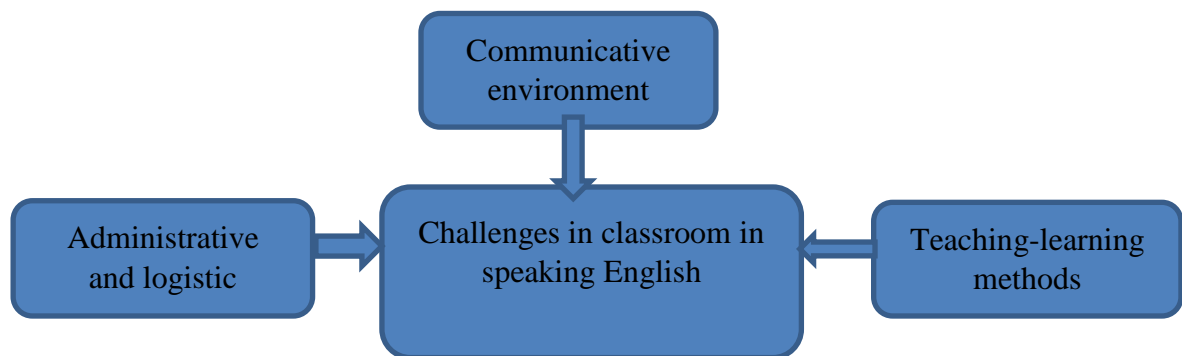 Communicative
environment
Administrative
and logistic
Challenges in classroom in
speaking English
Teaching-learning
methods